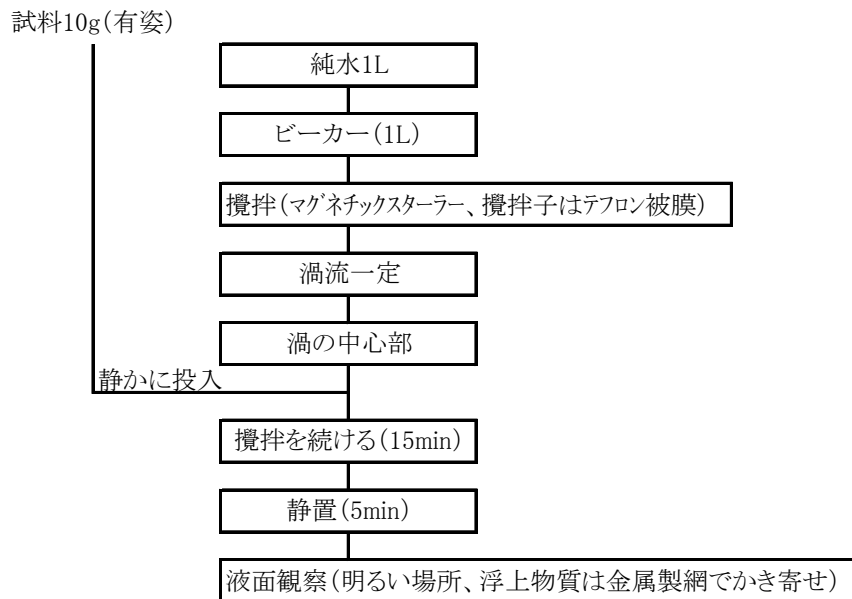 試料10g(有姿)
純水1L
ビーカー(1L)
攪拌(マグネチックスターラー、攪拌子はテフロン被膜)
渦流一定
渦の中心部
静かに投入
攪拌を続ける(15min)
静置(5min)
液面観察(明るい場所、浮上物質は金属製網でかき寄せ)